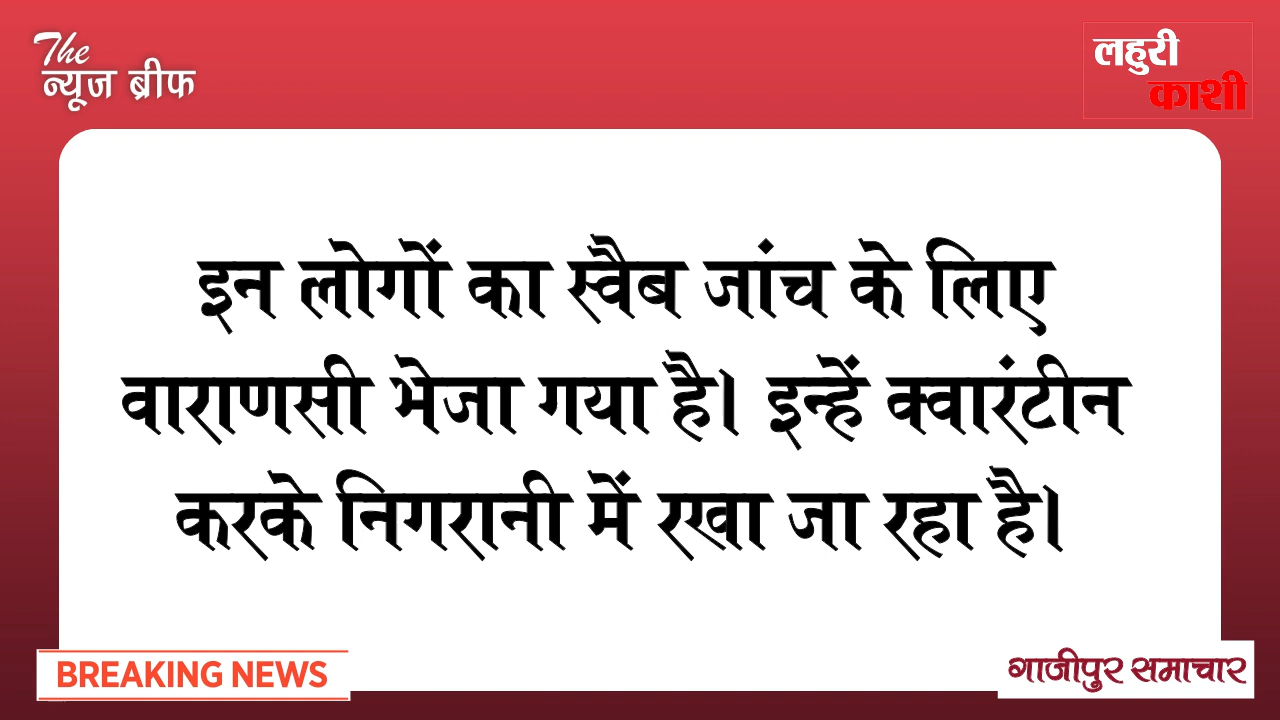 The
न्यूज ब्रीफ
लहुरी
काशी
इन लोगों का स्वैब जांच के लिए
वाराणसी भेजा गया है। इन्हें क्वारंटीन
करके निगरानी में रखा जा रहा है।
BREAKING NEWS
गाजीपुर समाचार